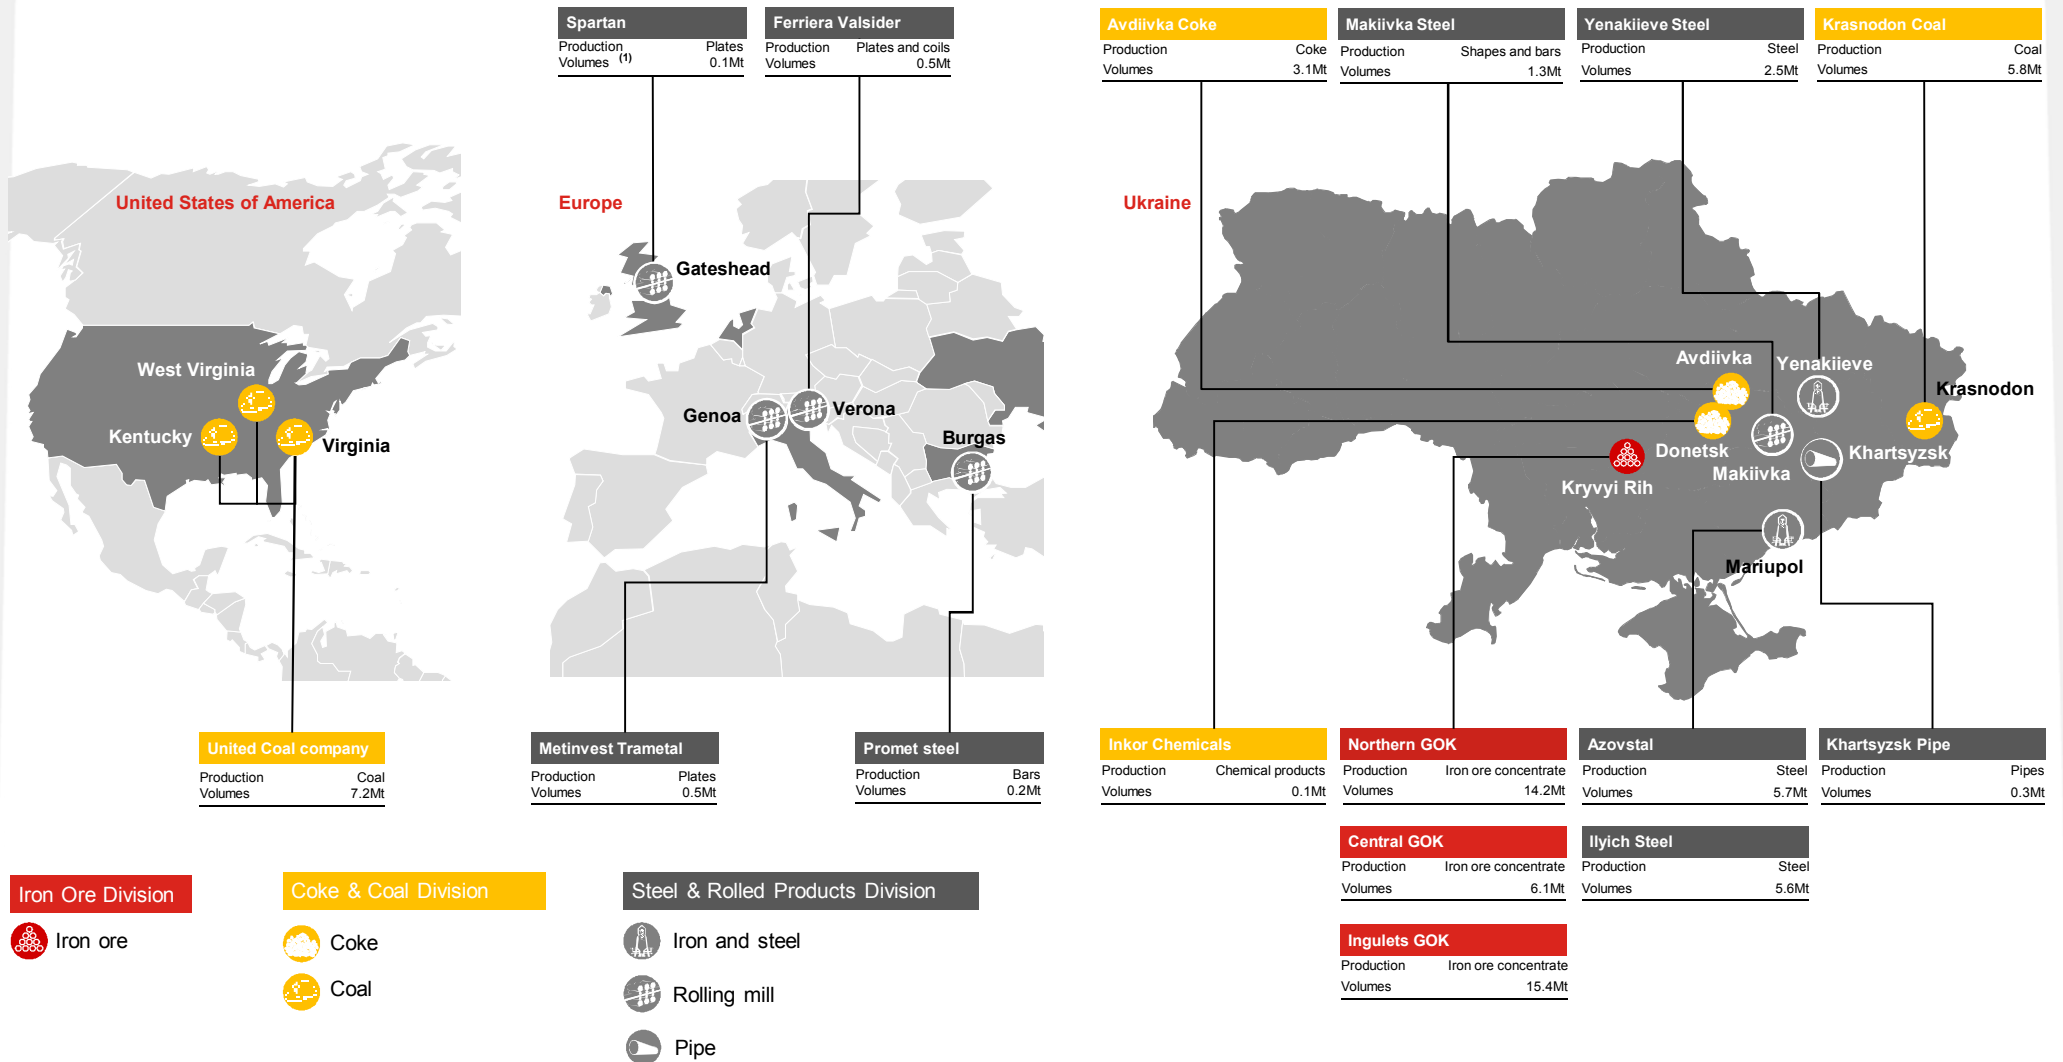 Spartan
Production Plates
Volumes (1) 0.1Mt
Ferriera Valsider
Production Plates and coils
Volumes 0.5Mt
Avdiivka Coke
Production Coke
Volumes 3.1Mt
Makiivka Steel
Production Shapes and bars
Volumes 1.3Mt
Yenakiieve Steel
Production Steel
Volumes 2.5Mt
Krasnodon Coal
Production Coal
Volumes 5.8Mt
United States of America
West Virginia
Kentucky
Virginia
Europe
Gateshead
Genoa
Verona
Burgas
Ukraine
Avdiivka
Yenakiieve
Krasnodon
Donetsk
Khartsyzsk
Makiivka
Kryvyi Rih
Mariupol
United Coal company
Production Coal
Volumes 7.2Mt
Metinvest Trametal
Production Plates
Volumes 0.5Mt
Promet steel
Production Bars
Volumes 0.2Mt
Inkor Chemicals
Production Chemical products
Volumes 0.1Mt
Northern GOK
Production Iron ore concentrate
Volumes 14.2Mt
Azovstal
Production Steel
Volumes 5.7Mt
Khartsyzsk Pipe
Production Pipes
Volumes 0.3Mt
Central GOK
Production Iron ore concentrate
Volumes 6.1Mt
Ilyich Steel
Production Steel
Volumes 5.6Mt
Ingulets GOK
Production Iron ore concentrate
Volumes 15.4Mt
Iron Ore Division
Iron ore
Coke & Coal Division
Coke
Coal
Steel & Rolled Products Division
Iron and steel
Rolling mill
Pipe